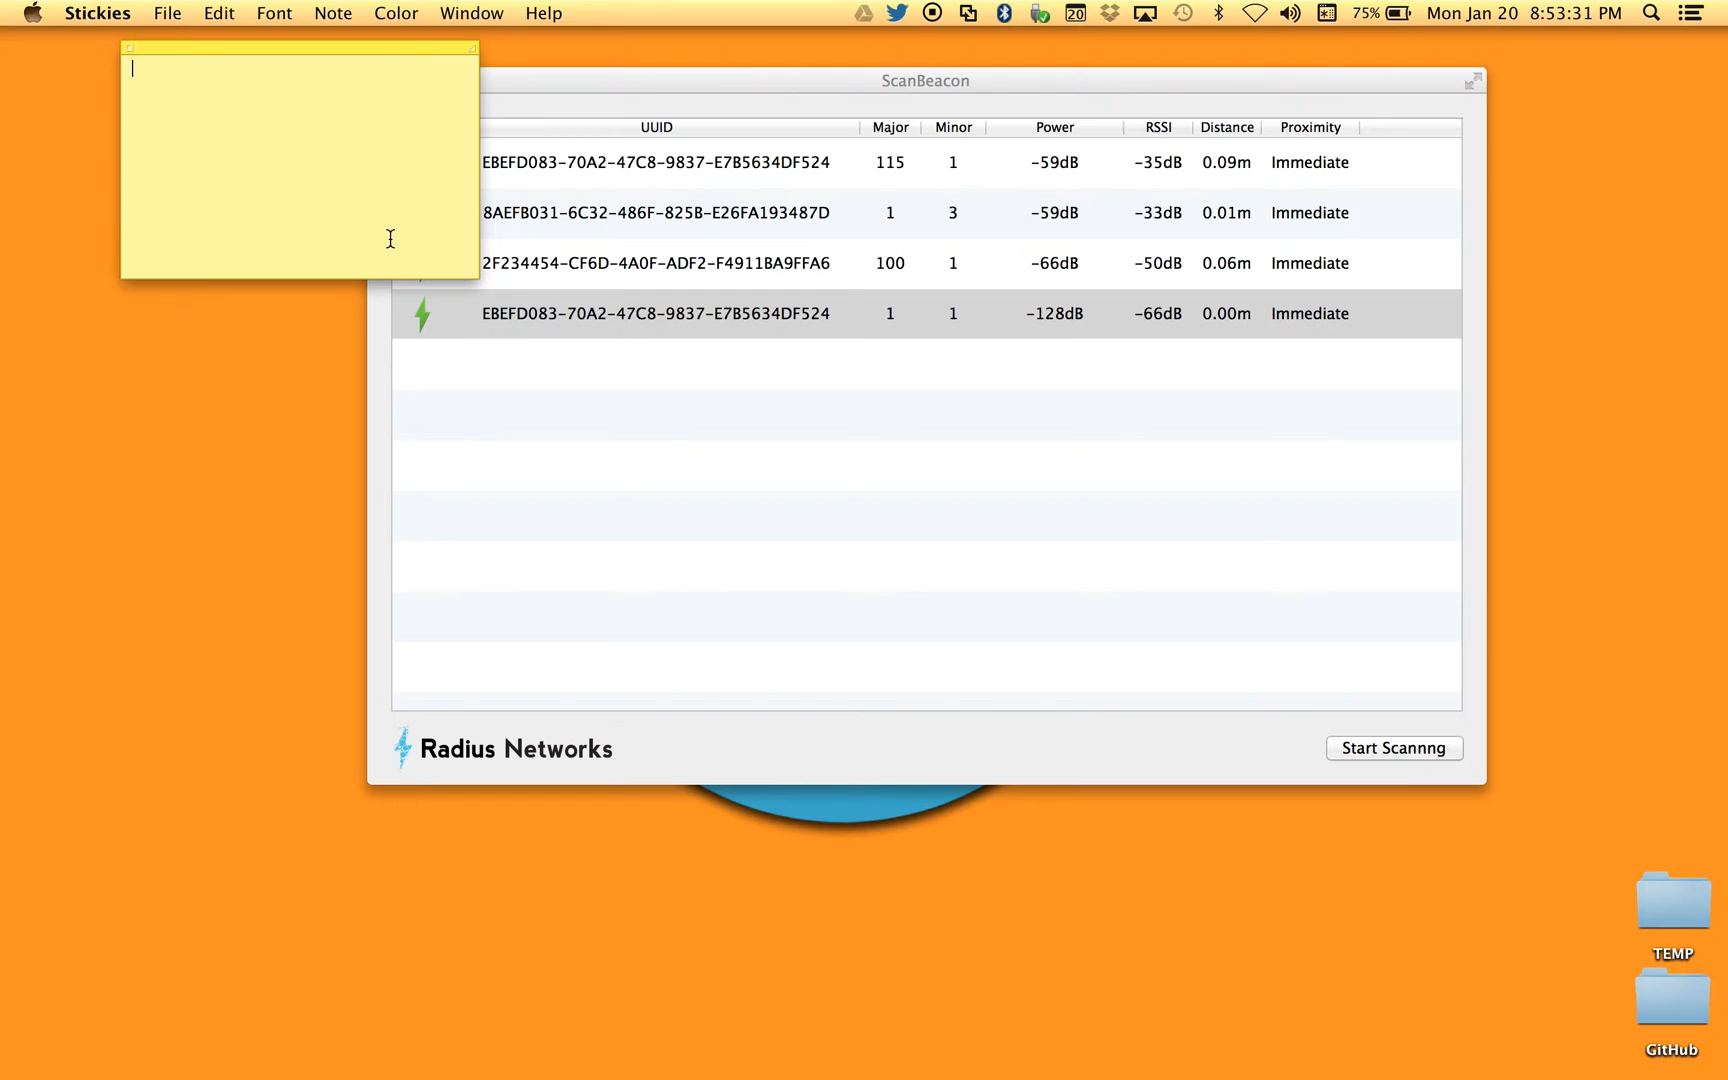 Stickies File Edit Font Note Color Window Help 20 75% Mon Jan 20 8:53:31 PM
ScanBeacon
UUID Major Minor Power RSSI Distance Proximity
EBEFD083-70A2-47C8-9837-E7B5634DF524 115 1 -59dB -35dB 0.09m Immediate
8AEFB031-6C32-486F-825B-E26FA193487D 1 3 -59dB -33dB 0.01m Immediate
2F234454-CF6D-4A0F-ADF2-F4911BA9FFA6 100 1 -66dB -50dB 0.06m Immediate
EBEFD083-70A2-47C8-9837-E7B5634DF524 1 1 -128dB -66dB 0.00m Immediate
Radius Networks
Start Scannng
TEMP
GitHub